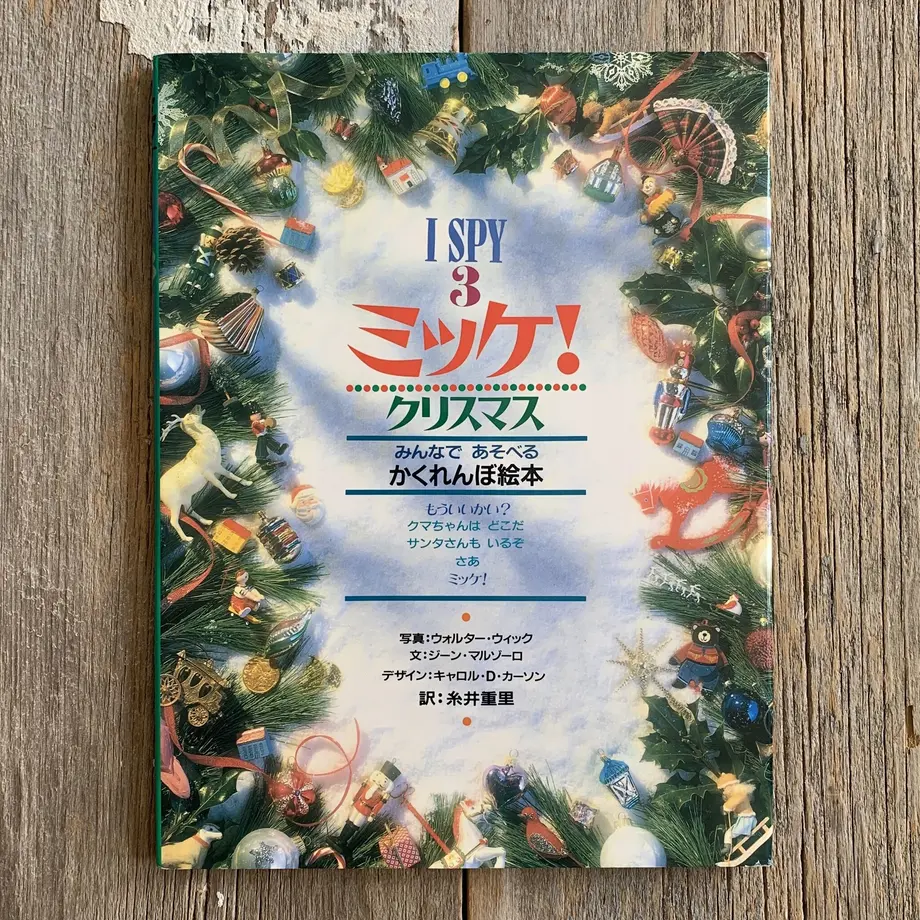 I SPY
3
ミッケ!
クリスマス
みんなで あそべる
かくれんぼ絵本
もういいかい?
クマちゃんは どこだ
サンタさんも いるぞ
さあ
ミッケ!
写真:ウォルター・ウィック
文:ジーン・マルゾーロ
デザイン:キャロル・D・カーソン
訳:糸井重里